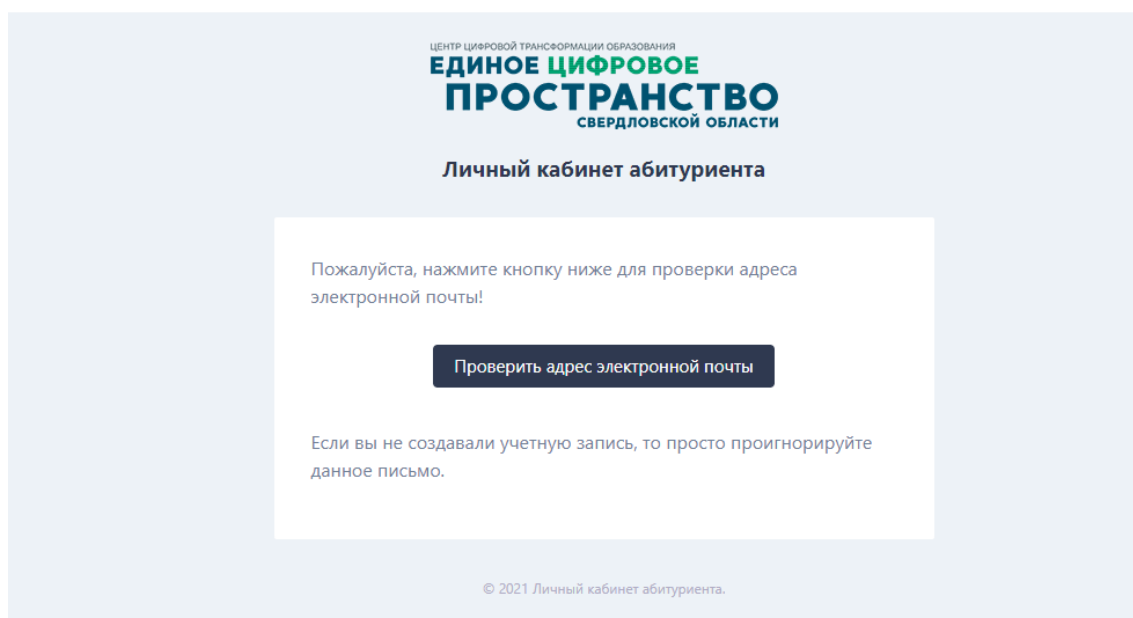 ЦЕНТР ЦИФРОВОЙ ТРАНСФОРМАЦИИ ОБРАЗОВАНИЯ
ЕДИНОЕ ЦИФРОВОЕ
ПРОСТРАНСТВО
СВЕРДЛОВСКОЙ ОБЛАСТИ
Личный кабинет абитуриента
Пожалуйста, нажмите кнопку ниже для проверки адреса
электронной почты!
Проверить адрес электронной почты
Если вы не создавали учетную запись, то просто проигнорируйте
данное письмо.
© 2021 Личный кабинет абитуриента.